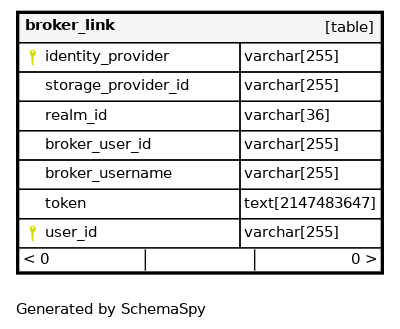 broker_link [table]
identity_provider varchar[255]
storage_provider_id varchar[255]
realm_id varchar[36]
broker_user_id varchar[255]
broker_username varchar[255]
token text[2147483647]
user_id varchar[255]
< 0 0 >
Generated by SchemaSpy